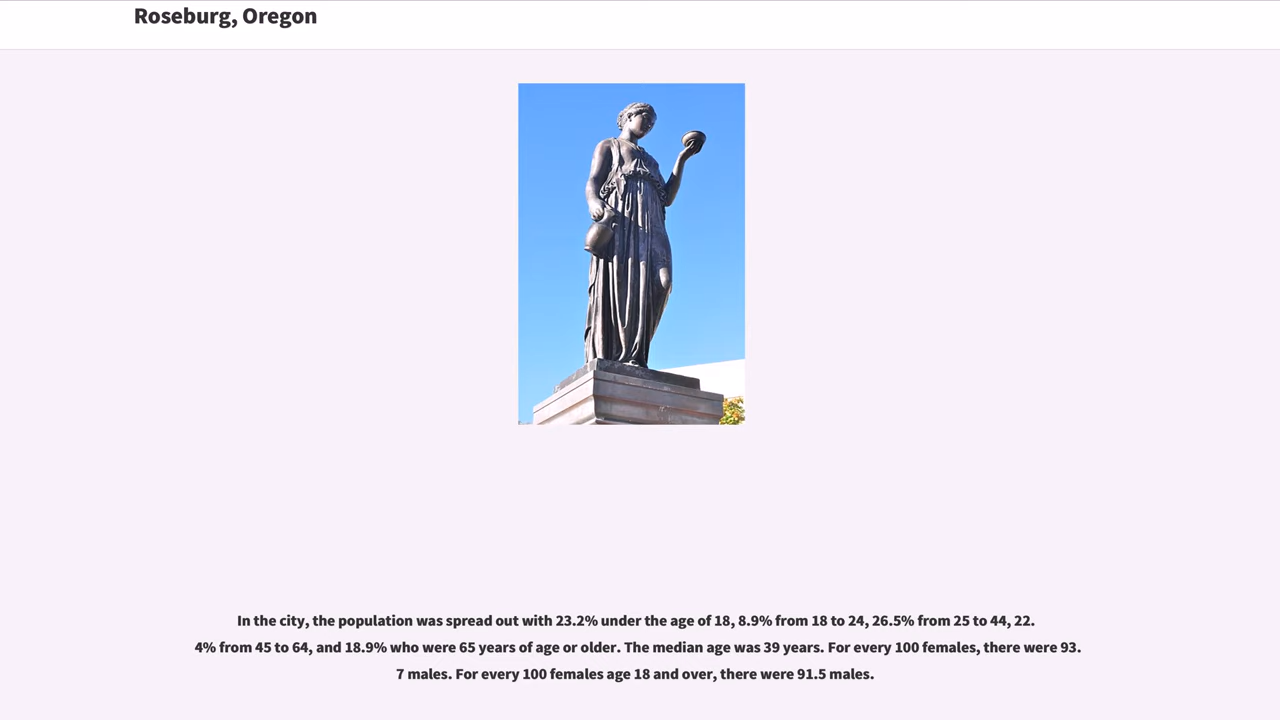 Roseburg, Oregon
In the city, the population was spread out with 23.2% under the age of 18, 8.9% from 18 to 24, 26.5% from 25 to 44, 22.
4% from 45 to 64, and 18.9% who were 65 years of age or older. The median age was 39 years. For every 100 females, there were 93.
7 males. For every 100 females age 18 and over, there were 91.5 males.